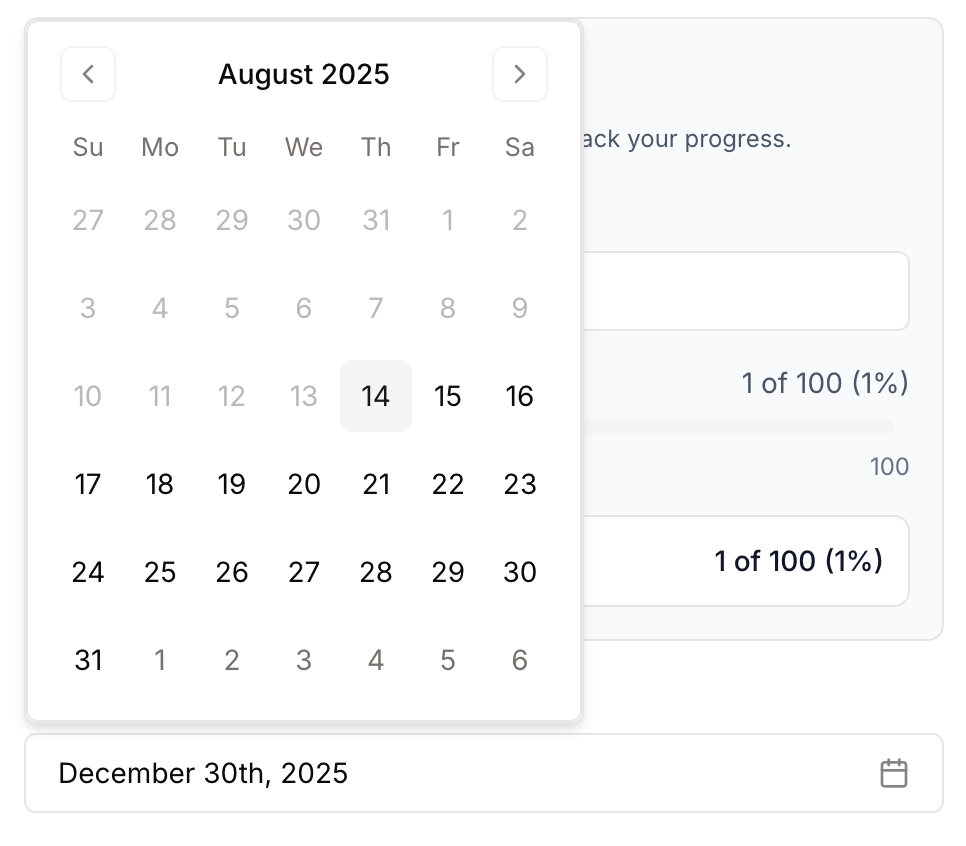 August 2025
Su Mo Tu We Th Fr Sa
27 28 29 30 31 1 2
3 4 5 6 7 8 9
10 11 12 13 14 15 16
17 18 19 20 21 22 23
24 25 26 27 28 29 30
31 1 2 3 4 5 6
your progress.
1 of 100 (1%)
100
1 of 100 (1%)
December 30th, 2025